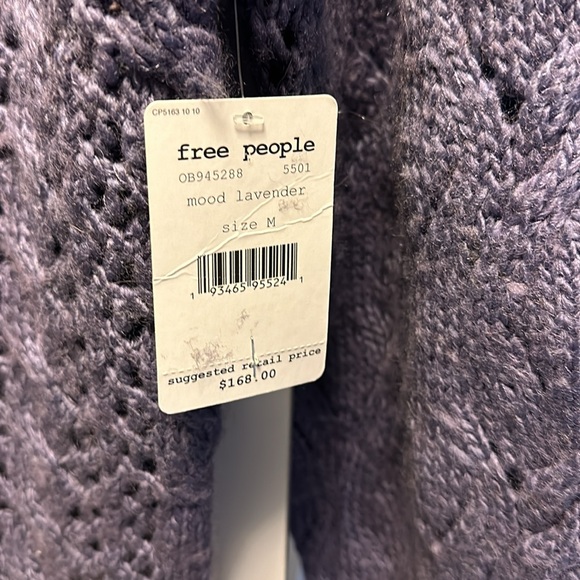 CP5163 10 10
free people
OB945288 5501
mood lavender
size M
1 93465 95524 1
suggested retail price
$168.00